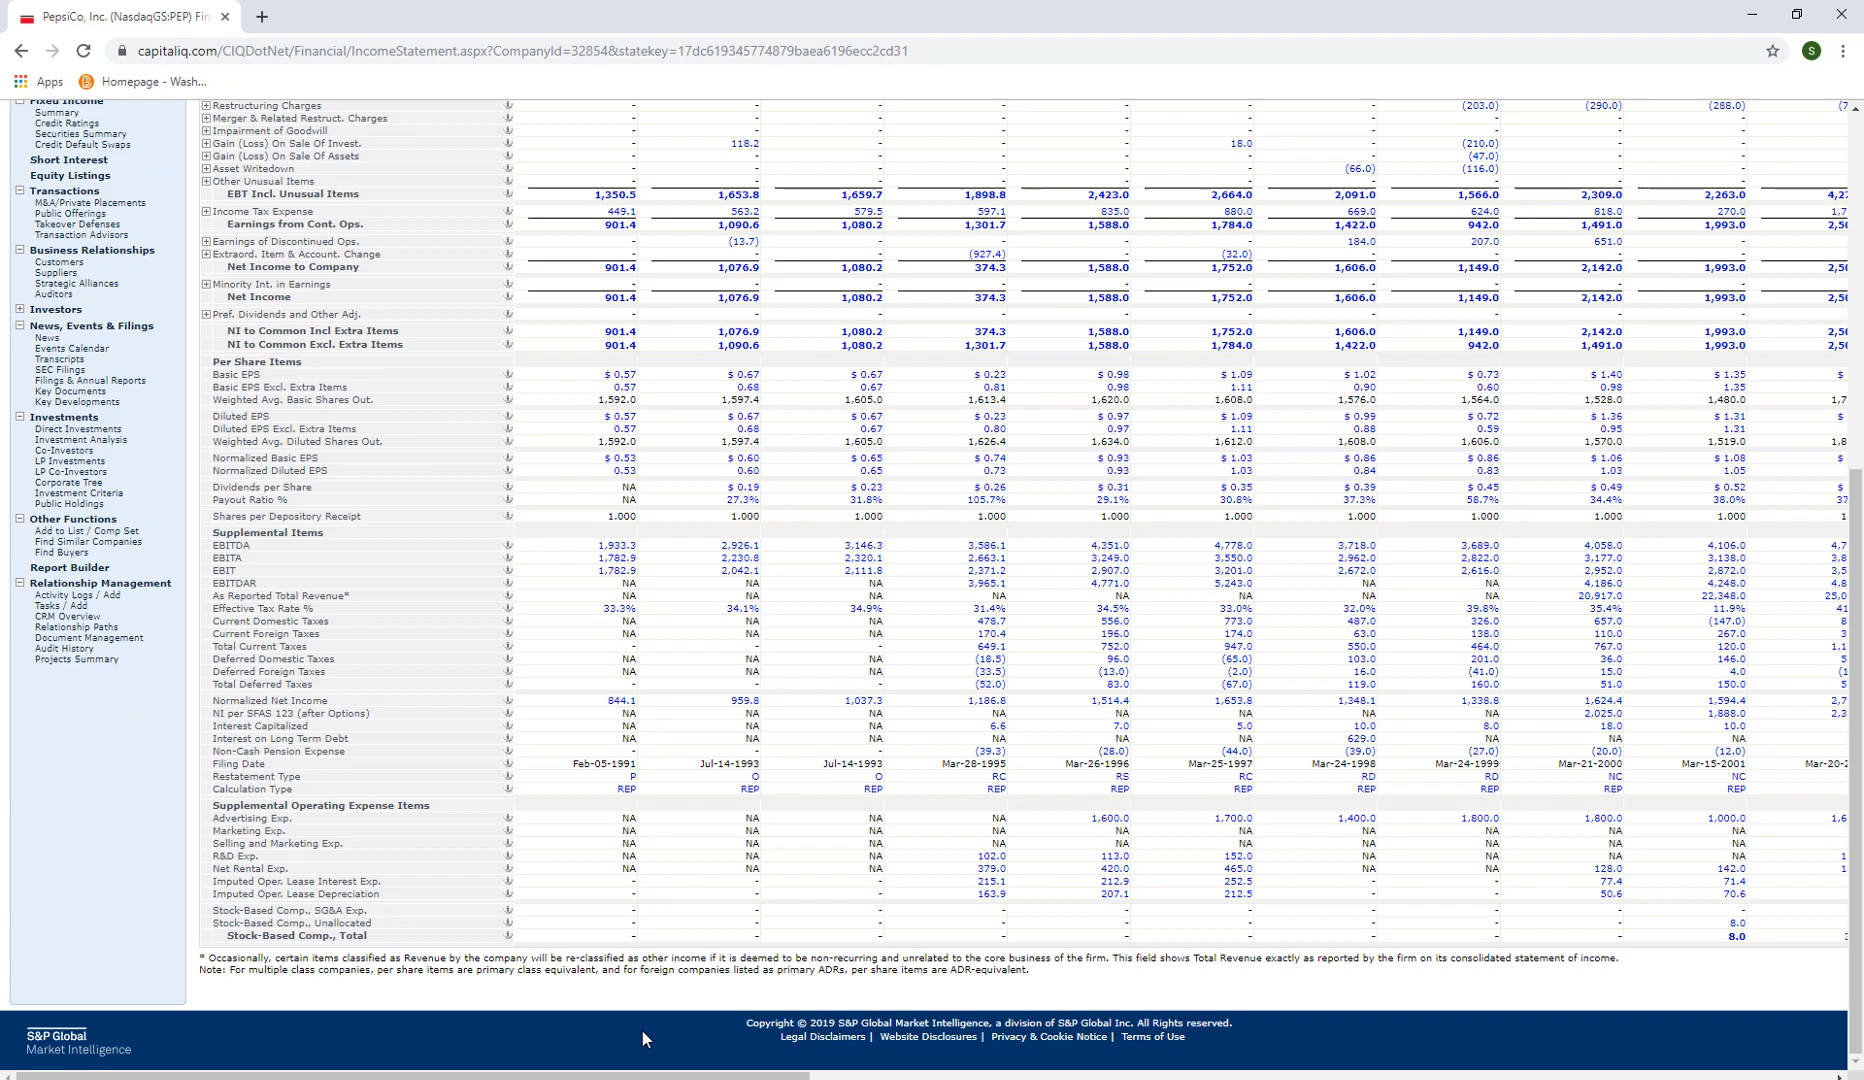 PepsiCo, Inc. (NasdaqGS:PEP) Fin
capitaliq.com/CIQDotNet/Financial/IncomeStatement.aspx?CompanyId=32854&statekey=17dc619345774879baea6196ecc2cd31
S
Apps Homepage - Wash...
Fixed Income
Summary
Credit Ratings
Securities Summary
Credit Default Swaps
Short Interest
Equity Listings
Transactions
M&A/Private Placements
Public Offerings
Takeover Defenses
Transaction Advisors
Business Relationships
Customers
Suppliers
Strategic Alliances
Auditors
Investors
News, Events & Filings
News
Events Calendar
Transcripts
SEC Filings
Filings & Annual Reports
Key Documents
Key Developments
Investments
Direct Investments
Investment Analysis
Co-Investors
LP Investments
LP Co-Investors
Corporate Tree
Investment Criteria
Public Holdings
Other Functions
Add to List / Comp Set
Find Similar Companies
Find Buyers
Report Builder
Relationship Management
Activity Logs / Add
Tasks / Add
CRM Overview
Relationship Paths
Document Management
Audit History
Projects Summary
Restructuring Charges - - - - - - - (203.0) (290.0) (288.0) (7
Merger & Related Restruct. Charges - - - - - - - - - -
Impairment of Goodwill - - - - - - - - - -
Gain (Loss) On Sale Of Invest. - 118.2 - - - 18.0 - (210.0) - -
Gain (Loss) On Sale Of Assets - - - - - - - (47.0) - -
Asset Writedown - - - - - - (66.0) (116.0) - -
Other Unusual Items - - - - - - - - - -
EBT Incl. Unusual Items 1,350.5 1,653.8 1,659.7 1,898.8 2,423.0 2,664.0 2,091.0 1,566.0 2,309.0 2,263.0 4,2
Income Tax Expense 449.1 563.2 579.5 597.1 835.0 880.0 669.0 624.0 818.0 270.0 1,7
Earnings from Cont. Ops. 901.4 1,090.6 1,080.2 1,301.7 1,588.0 1,784.0 1,422.0 942.0 1,491.0 1,993.0 2,50
Earnings of Discontinued Ops. - (13.7) - - - - 184.0 207.0 651.0 -
Extraord. Item & Account. Change - - - (927.4) - (32.0) - - - -
Net Income to Company 901.4 1,076.9 1,080.2 374.3 1,588.0 1,752.0 1,606.0 1,149.0 2,142.0 1,993.0 2,50
Minority Int. in Earnings - - - - - - - - - -
Net Income 901.4 1,076.9 1,080.2 374.3 1,588.0 1,752.0 1,606.0 1,149.0 2,142.0 1,993.0 2,50
Pref. Dividends and Other Adj. - - - - - - - - - -
NI to Common Incl Extra Items 901.4 1,076.9 1,080.2 374.3 1,588.0 1,752.0 1,606.0 1,149.0 2,142.0 1,993.0 2,50
NI to Common Excl. Extra Items 901.4 1,090.6 1,080.2 1,301.7 1,588.0 1,784.0 1,422.0 942.0 1,491.0 1,993.0 2,50
Per Share Items
Basic EPS $ 0.57 $ 0.67 $ 0.67 $ 0.23 $ 0.98 $ 1.09 $ 1.02 $ 0.73 $ 1.40 $ 1.35 $
Basic EPS Excl. Extra Items 0.57 0.68 0.67 0.81 0.98 1.11 0.90 0.60 0.98 1.35
Weighted Avg. Basic Shares Out. 1,592.0 1,597.4 1,605.0 1,613.4 1,620.0 1,608.0 1,576.0 1,564.0 1,528.0 1,480.0 1,7
Diluted EPS $ 0.57 $ 0.67 $ 0.67 $ 0.23 $ 0.97 $ 1.09 $ 0.99 $ 0.72 $ 1.36 $ 1.31 $
Diluted EPS Excl. Extra Items 0.57 0.68 0.67 0.80 0.97 1.11 0.88 0.59 0.95 1.31
Weighted Avg. Diluted Shares Out. 1,592.0 1,597.4 1,605.0 1,626.4 1,634.0 1,612.0 1,608.0 1,606.0 1,570.0 1,519.0 1,8
Normalized Basic EPS $ 0.53 $ 0.60 $ 0.65 $ 0.74 $ 0.93 $ 1.03 $ 0.86 $ 0.86 $ 1.06 $ 1.08 $
Normalized Diluted EPS 0.53 0.60 0.65 0.73 0.93 1.03 0.84 0.83 1.03 1.05
Dividends per Share NA $ 0.19 $ 0.23 $ 0.26 $ 0.31 $ 0.35 $ 0.39 $ 0.45 $ 0.49 $ 0.52 $
Payout Ratio % NA 27.3% 31.8% 105.7% 29.1% 30.8% 37.3% 58.7% 34.4% 38.0% 37
Shares per Depository Receipt 1.000 1.000 1.000 1.000 1.000 1.000 1.000 1.000 1.000 1.000 1
Supplemental Items
EBITDA 1,933.3 2,926.1 3,146.3 3,586.1 4,351.0 4,778.0 3,718.0 3,689.0 4,058.0 4,106.0 4,7
EBITA 1,782.9 2,230.8 2,320.1 2,663.1 3,249.0 3,550.0 2,962.0 2,822.0 3,177.0 3,138.0 3,8
EBIT 1,782.9 2,042.1 2,111.8 2,371.2 2,907.0 3,201.0 2,672.0 2,616.0 2,952.0 2,872.0 3,5
EBITDAR NA NA NA 3,965.1 4,771.0 5,243.0 NA NA 4,186.0 4,248.0 4,8
As Reported Total Revenue* NA NA NA NA NA NA NA NA 20,917.0 22,348.0 25,0
Effective Tax Rate % 33.3% 34.1% 34.9% 31.4% 34.5% 33.0% 32.0% 39.8% 35.4% 11.9% 41
Current Domestic Taxes NA NA NA 478.7 556.0 773.0 487.0 326.0 657.0 (147.0) 8
Current Foreign Taxes NA NA NA 170.4 196.0 174.0 63.0 138.0 110.0 267.0 3
Total Current Taxes - - - 649.1 752.0 947.0 550.0 464.0 767.0 120.0 1,1
Deferred Domestic Taxes NA NA NA (18.5) 96.0 (65.0) 103.0 201.0 36.0 146.0 5
Deferred Foreign Taxes NA NA NA (33.5) (13.0) (2.0) 16.0 (41.0) 15.0 4.0 (1
Total Deferred Taxes - - - (52.0) 83.0 (67.0) 119.0 160.0 51.0 150.0 5
Normalized Net Income 844.1 959.8 1,037.3 1,186.8 1,514.4 1,653.8 1,348.1 1,338.8 1,624.4 1,594.4 2,7
NI per SFAS 123 (after Options) NA NA NA NA NA NA NA NA 2,025.0 1,888.0 2,3
Interest Capitalized NA NA NA 6.6 7.0 5.0 10.0 8.0 18.0 10.0
Interest on Long Term Debt NA NA NA NA NA NA 629.0 NA NA NA
Non-Cash Pension Expense - - - (39.3) (28.0) (44.0) (39.0) (27.0) (20.0) (12.0)
Filing Date Feb-05-1991 Jul-14-1993 Jul-14-1993 Mar-28-1995 Mar-26-1996 Mar-25-1997 Mar-24-1998 Mar-24-1999 Mar-21-2000 Mar-15-2001 Mar-20-2
Restatement Type P O O RC RS RC RD RD NC NC
Calculation Type REP REP REP REP REP REP REP REP REP REP
Supplemental Operating Expense Items
Advertising Exp. NA NA NA NA 1,600.0 1,700.0 1,400.0 1,800.0 1,800.0 1,000.0 1,6
Marketing Exp. NA NA NA NA NA NA NA NA NA NA
Selling and Marketing Exp. NA NA NA NA NA NA NA NA NA NA
R&D Exp. NA NA NA 102.0 113.0 152.0 NA NA NA NA 1
Net Rental Exp. NA NA NA 379.0 420.0 465.0 NA NA 128.0 142.0 1
Imputed Oper. Lease Interest Exp. - - - 215.1 212.9 252.5 - - 77.4 71.4
Imputed Oper. Lease Depreciation - - - 163.9 207.1 212.5 - - 50.6 70.6
Stock-Based Comp., SG&A Exp. - - - - - - - - - -
Stock-Based Comp., Unallocated - - - - - - - - - 8.0
Stock-Based Comp., Total - - - - - - - - - 8.0
* Occasionally, certain items classified as Revenue by the company will be re-classified as other income if it is deemed to be non-recurring and unrelated to the core business of the firm. This field shows Total Revenue exactly as reported by the firm on its consolidated statement of income.
Note: For multiple class companies, per share items are primary class equivalent, and for foreign companies listed as primary ADRs, per share items are ADR-equivalent.
S&P Global
Market Intelligence
Copyright © 2019 S&P Global Market Intelligence, a division of S&P Global Inc. All Rights reserved.
Legal Disclaimers | Website Disclosures | Privacy & Cookie Notice | Terms of Use